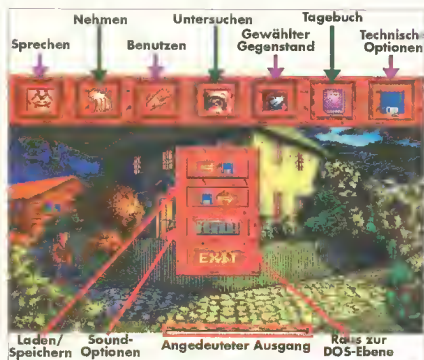 Nehmen
Untersuchen
Tagebuch
Sprechen
Benutzen
Gewählter
Gegenstand
Technische
Optionen
EXIT
Laden/
Speichern
Sound-
Optionen
Angedeuteter Ausgang
Raus zur
DOS-Ebene